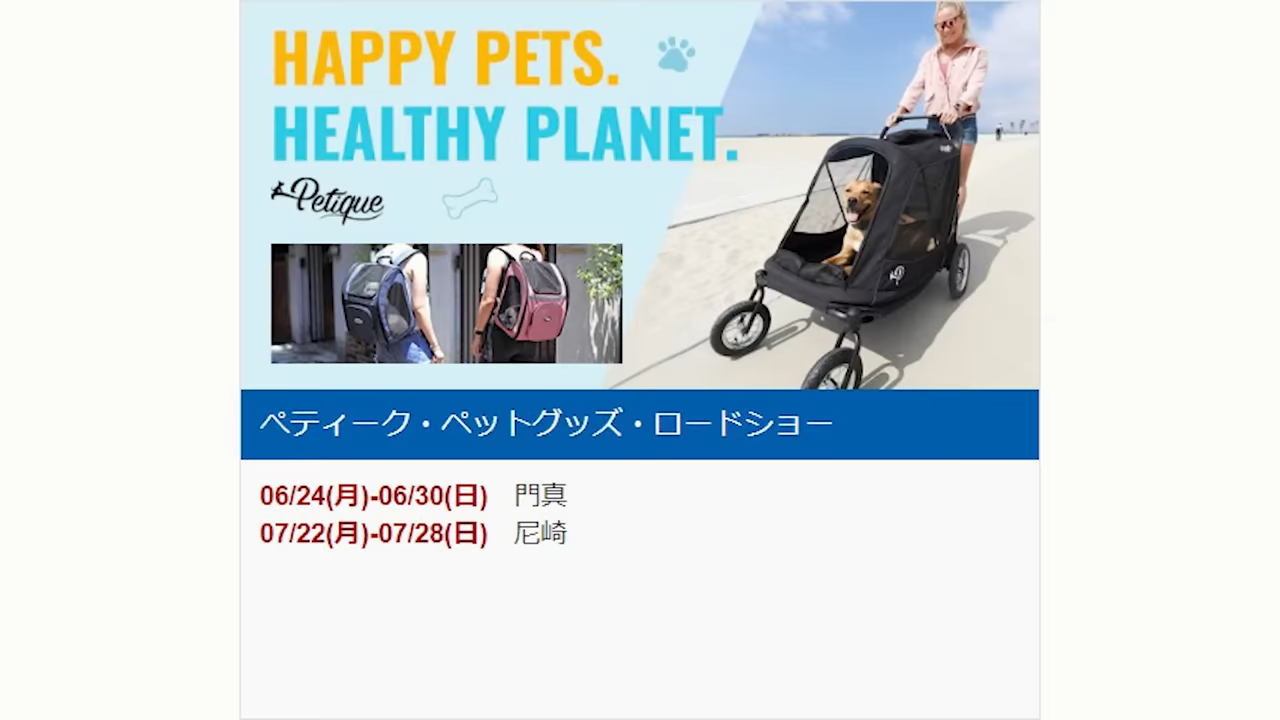 HAPPY PETS.
HEALTHY PLANET.
Petique
ペティーク・ペットグッズ・ロードショー
06/24(月)-06/30(日) 門真
07/22(月)-07/28(日) 尼崎